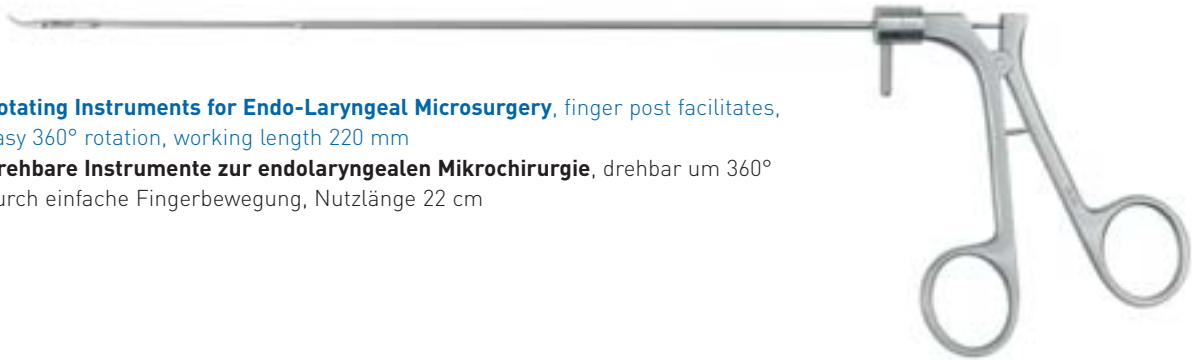 otating Instruments for Endo-Laryngeal Microsurgery, finger post facilitates,
asy 360° rotation, working length 220 mm
rehbare Instrumente zur endolaryngealen Mikrochirurgie, drehbar um 360°
urch einfache Fingerbewegung, Nutzlänge 22 cm